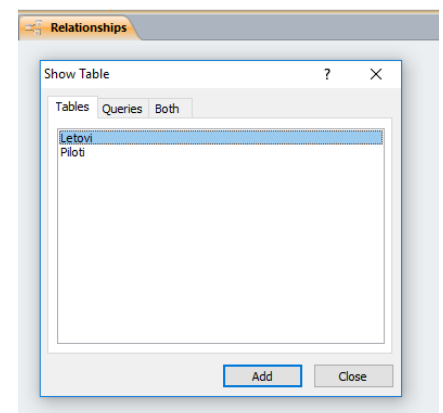 Relationships
Show Table ? ×
Tables Queries Both
Letovi
Piloti
Add Close